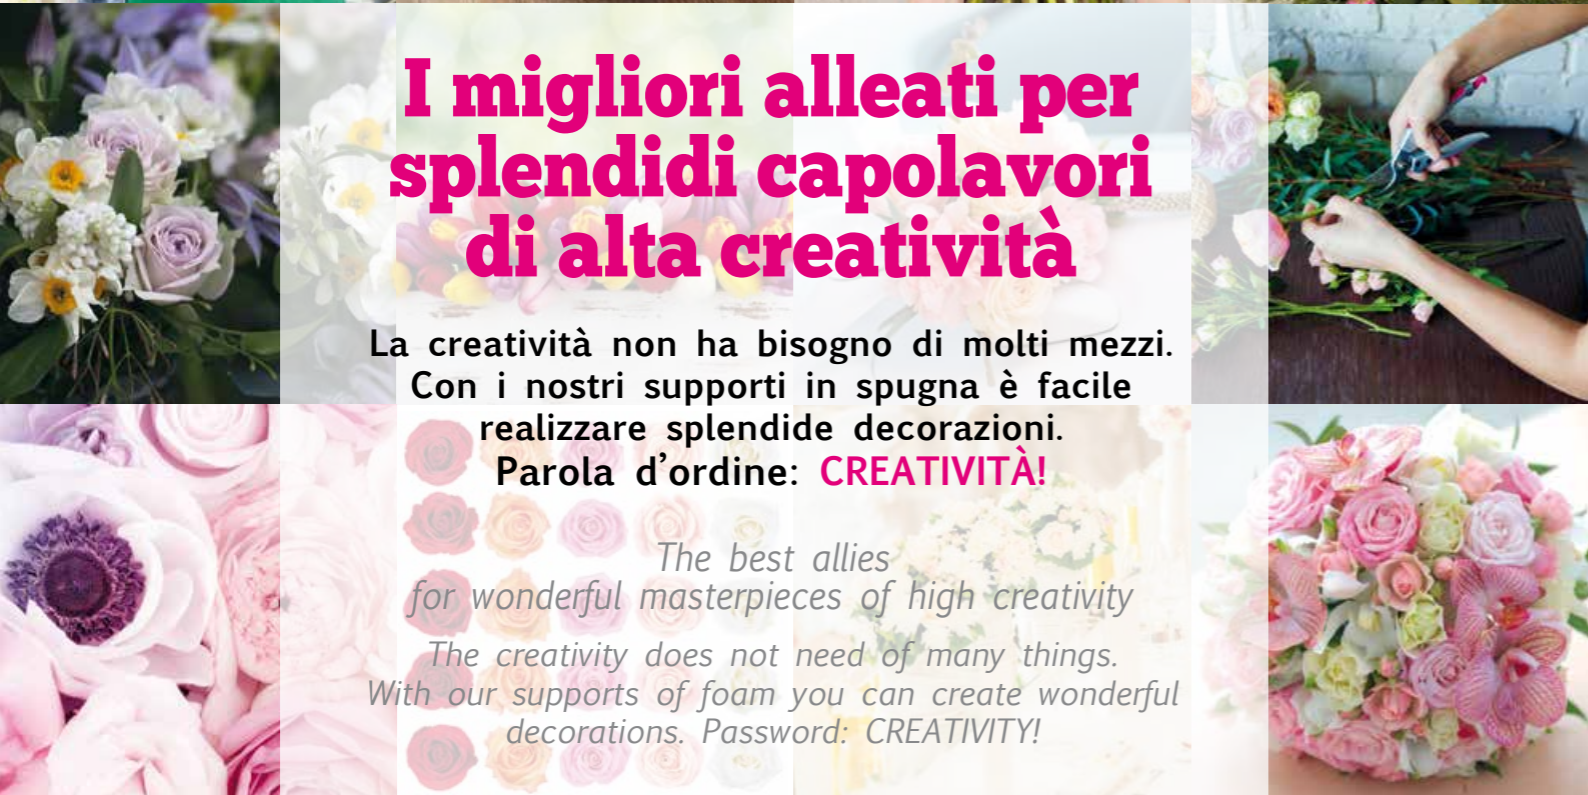 I migliori alleati per
splendidi capolavori
di alta creatività
La creatività non ha bisogno di molti mezzi.
Con i nostri supporti in spugna è facile
realizzare splendide decorazioni.
Parola d’ordine: CREATIVITÀ!
The best allies
for wonderful masterpieces of high creativity
The creativity does not need of many things.
With our supports of foam you can create wonderful
decorations. Password: CREATIVITY!